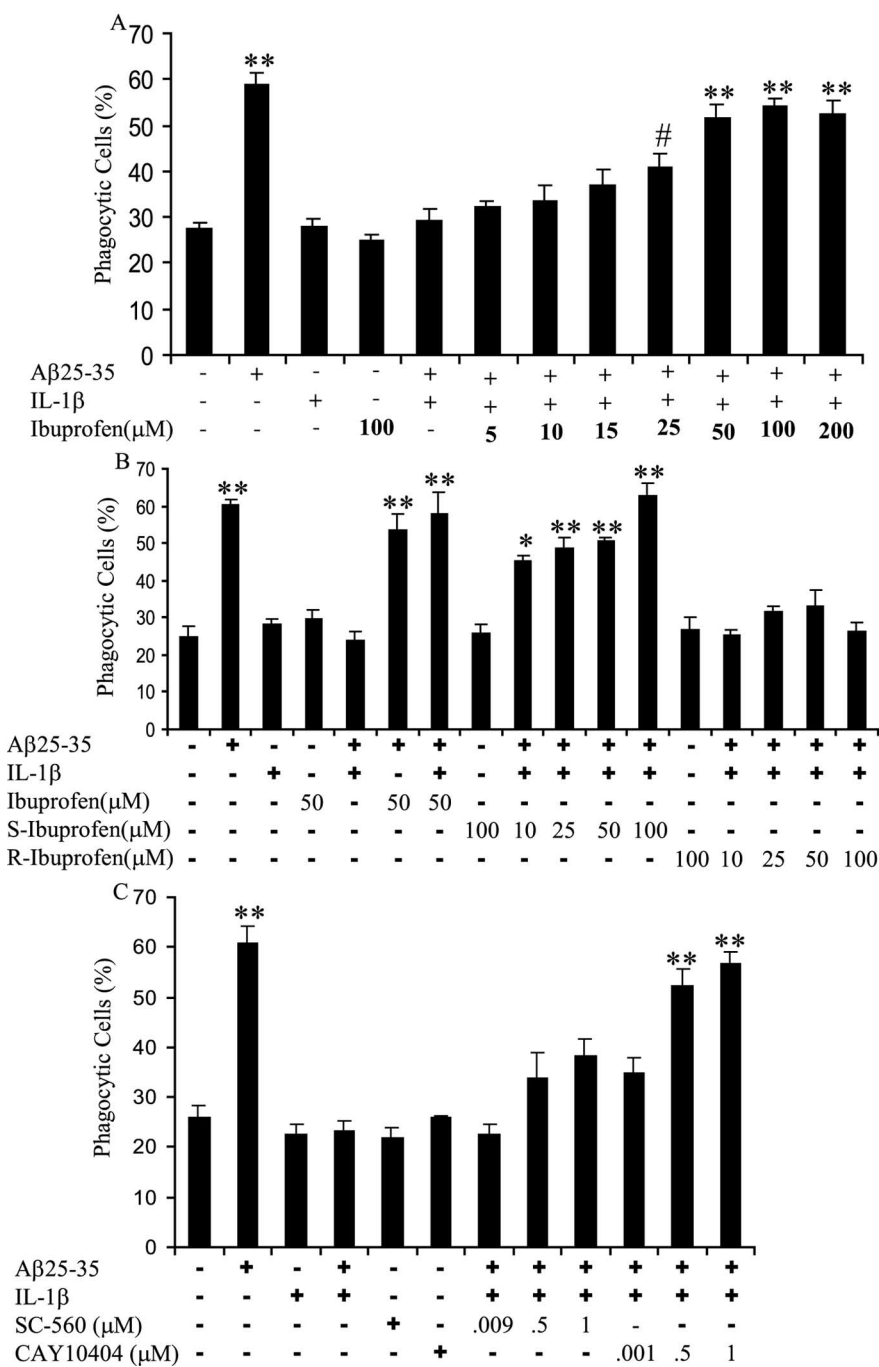 A
70
60
50
40
30
20
10
0
Phagocytic Cells (%)
** # ** ** **
Aβ25-35 - + - - + + + + + + + +
IL-1β - - + - + + + + + + + +
Ibuprofen(μM) - - - 100 - 5 10 15 25 50 100 200
B
70
60
50
40
30
20
10
0
Phagocytic Cells (%)
** ** ** * ** ** **
Aβ25-35 - + - - + + + - + + + + - + + + +
IL-1β - - + - + - + - + + + + - + + + +
Ibuprofen(μM) - - - 50 - 50 50 - - - - - - - - - -
S-Ibuprofen(μM) - - - - - - - 100 10 25 50 100 - - - - -
R-Ibuprofen(μM) - - - - - - - - - - - - 100 10 25 50 100
C
70
60
50
40
30
20
10
0
Phagocytic Cells (%)
** ** **
Aβ25-35 - + - + - - + + + + + +
IL-1β - - + + - - + + + + + +
SC-560 (μM) - - - - + - .009 .5 1 - - -
CAY10404 (μM) - - - - - + - - - .001 .5 1